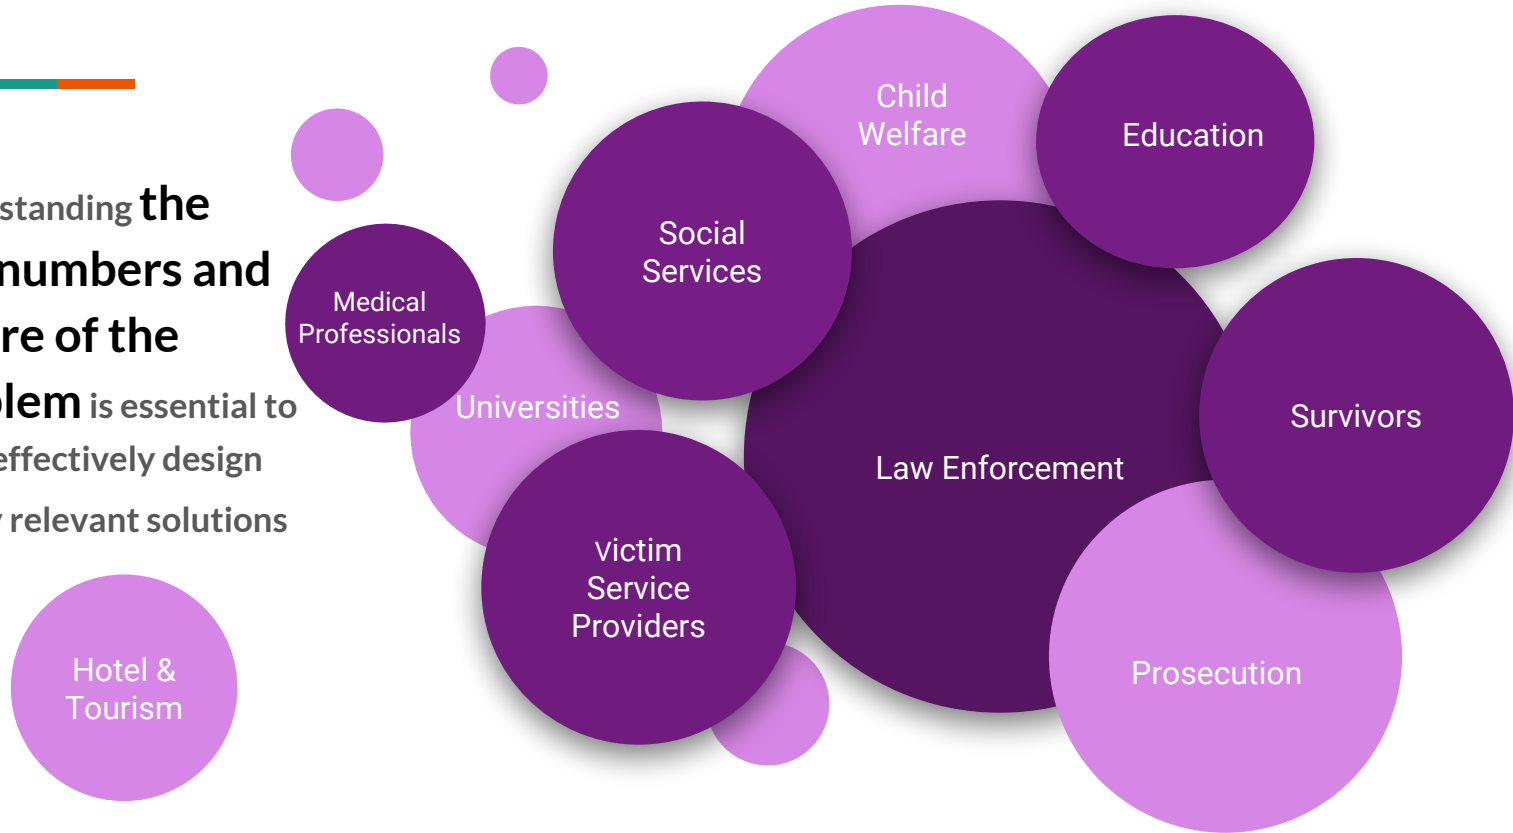 standing the
numbers and
re of the
lem is essential to
effectively design
relevant solutions
Child
Welfare
Education
Social
Services
Medical
Professionals
Universities
Survivors
Law Enforcement
Victim
Service
Providers
Prosecution
Hotel &
Tourism